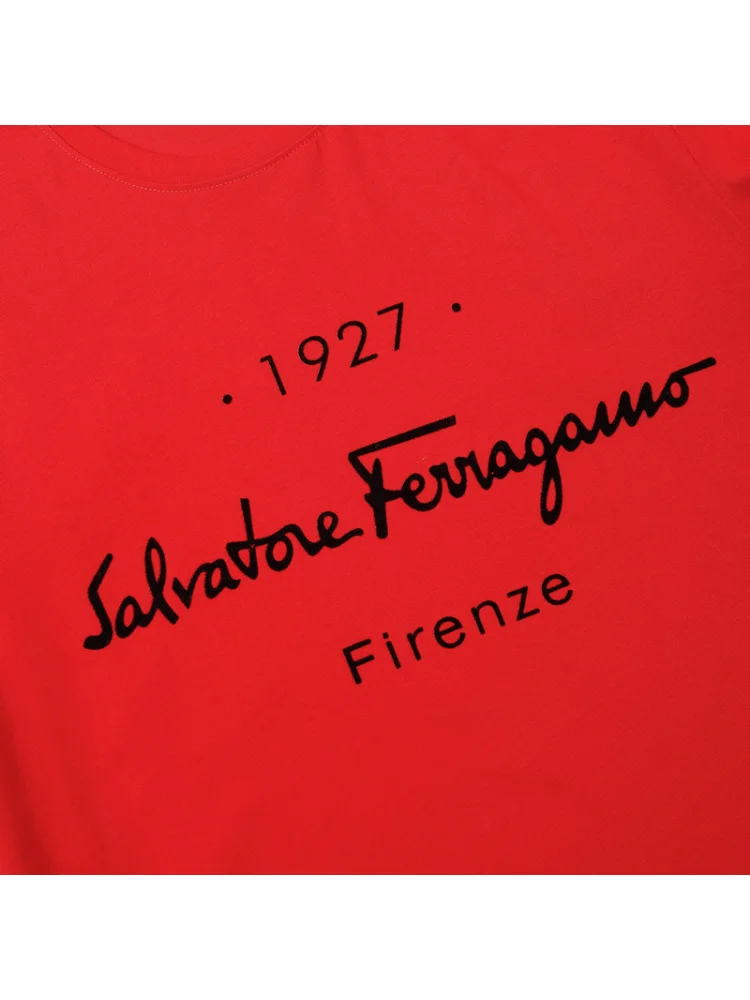 · 1927 ·
Salvatore Ferragamo
Firenze